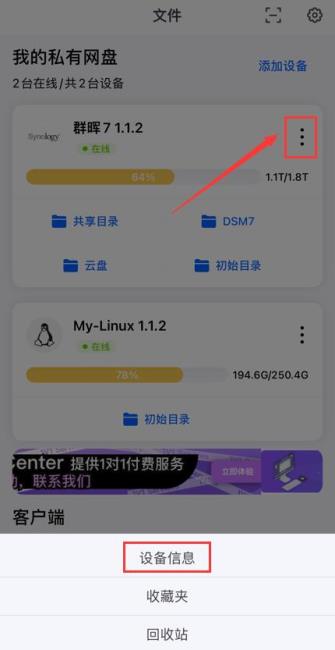 文件
我的私有网盘
添加设备
2台在线/共2台设备
Synology
群晖 7 1.1.2
在线
64%
1.1T/1.8T
共享目录
DSM7
云盘
初始目录
My-Linux 1.1.2
在线
78%
194.6G/250.4G
初始目录
enter 提供1对1付费服务
立即体验
，联系我们
客户端
设备信息
收藏夹
回收站